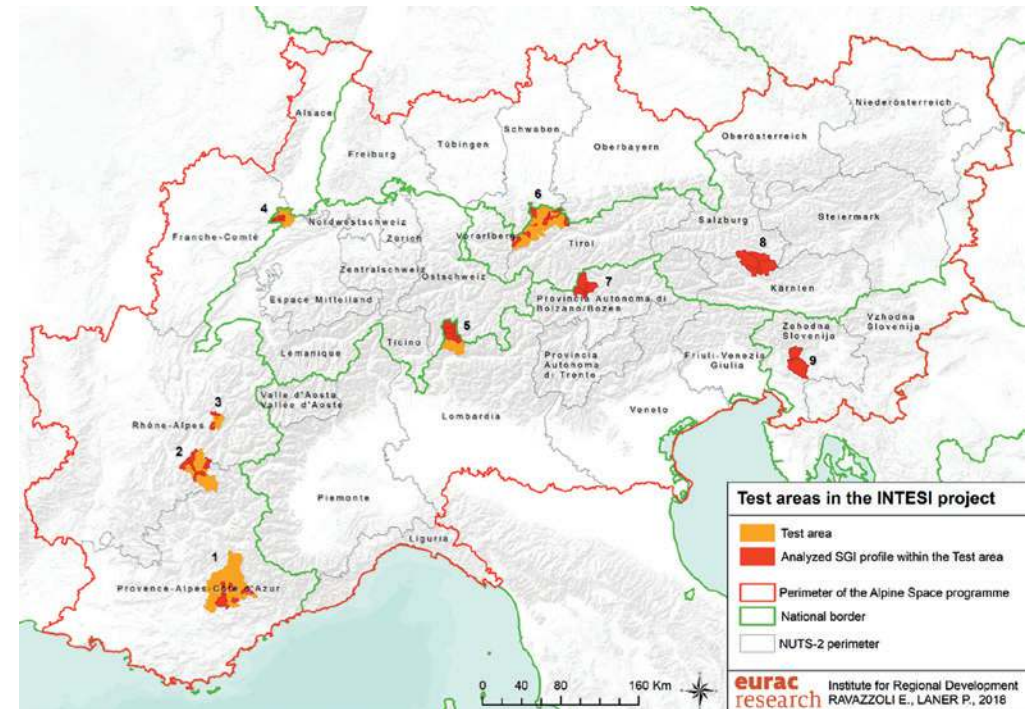 Niederösterreich
Alsace
Schwaben
Oberösterreich
Tübingen
Oberbayern
Freiburg
6
4
Nordwestschweiz
Salzburg
Steiermark
Franche-Comté
Zürich
Vorarlberg
Tirol
8
Zentralschweiz
Ostschweiz
7
Kärnten
Espace Mittelland
Provincia Autonoma di
Bolzano/Bozen
5
Vzhodna
Slovenija
Zahodna
Slovenija
Lémanique
Ticino
Provincia
Autonoma
di Trento
Friuli-Venezia
Giulia
9
Valle d'Aosta
Vallée d'Aoste
3
Rhône-Alpes
Lombardia
Veneto
2
Piemonte
Liguria
1
Provence-Alpes-Côte d'Azur
Test areas in the INTESI project
Test area
Analyzed SGI profile within the Test area
Perimeter of the Alpine Space programme
National border
NUTS-2 perimeter
0 40 80 160 Km
eurac
research
Institute for Regional Development
RAVAZZOLI E., LANER P., 2018